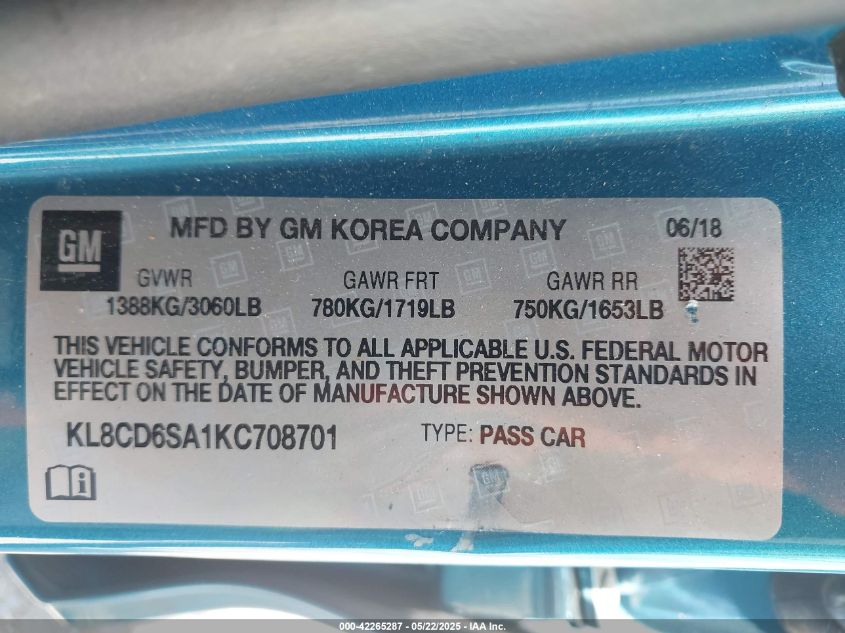 GM
MFD BY GM KOREA COMPANY 06/18
GVWR GAWR FRT GAWR RR
1388KG/3060LB 780KG/1719LB 750KG/1653LB
THIS VEHICLE CONFORMS TO ALL APPLICABLE U.S. FEDERAL MOTOR
VEHICLE SAFETY, BUMPER, AND THEFT PREVENTION STANDARDS IN
EFFECT ON THE DATE OF MANUFACTURE SHOWN ABOVE.
KL8CD6SA1KC708701 TYPE: PASS CAR
000-42265287 - 05/22/2025 - IAA Inc.